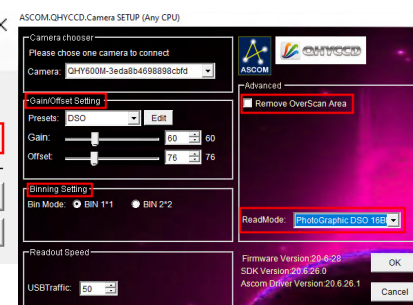 ASCOM.QHYCCD.Camera SETUP (Any CPU)
Camera chooser
Please chose one camera to connect
Camera: QHY600M-3eda8b4698898cbfd
ASCOM
QHYCCD
Gain/Offset Setting
Presets: DSO Edit
Gain: 60 60
Offset: 76 76
Advanced
Remove OverScan Area
Binning Setting
Bin Mode: BIN 1*1 BIN 2*2
ReadMode: PhotoGraphic DSO 16BI
Readout Speed
USBTraffic: 50
Firmware Version:20-6-28
SDK Version:20.6.26.0
Ascom Driver Version:20.6.26.1
OK
Cancel